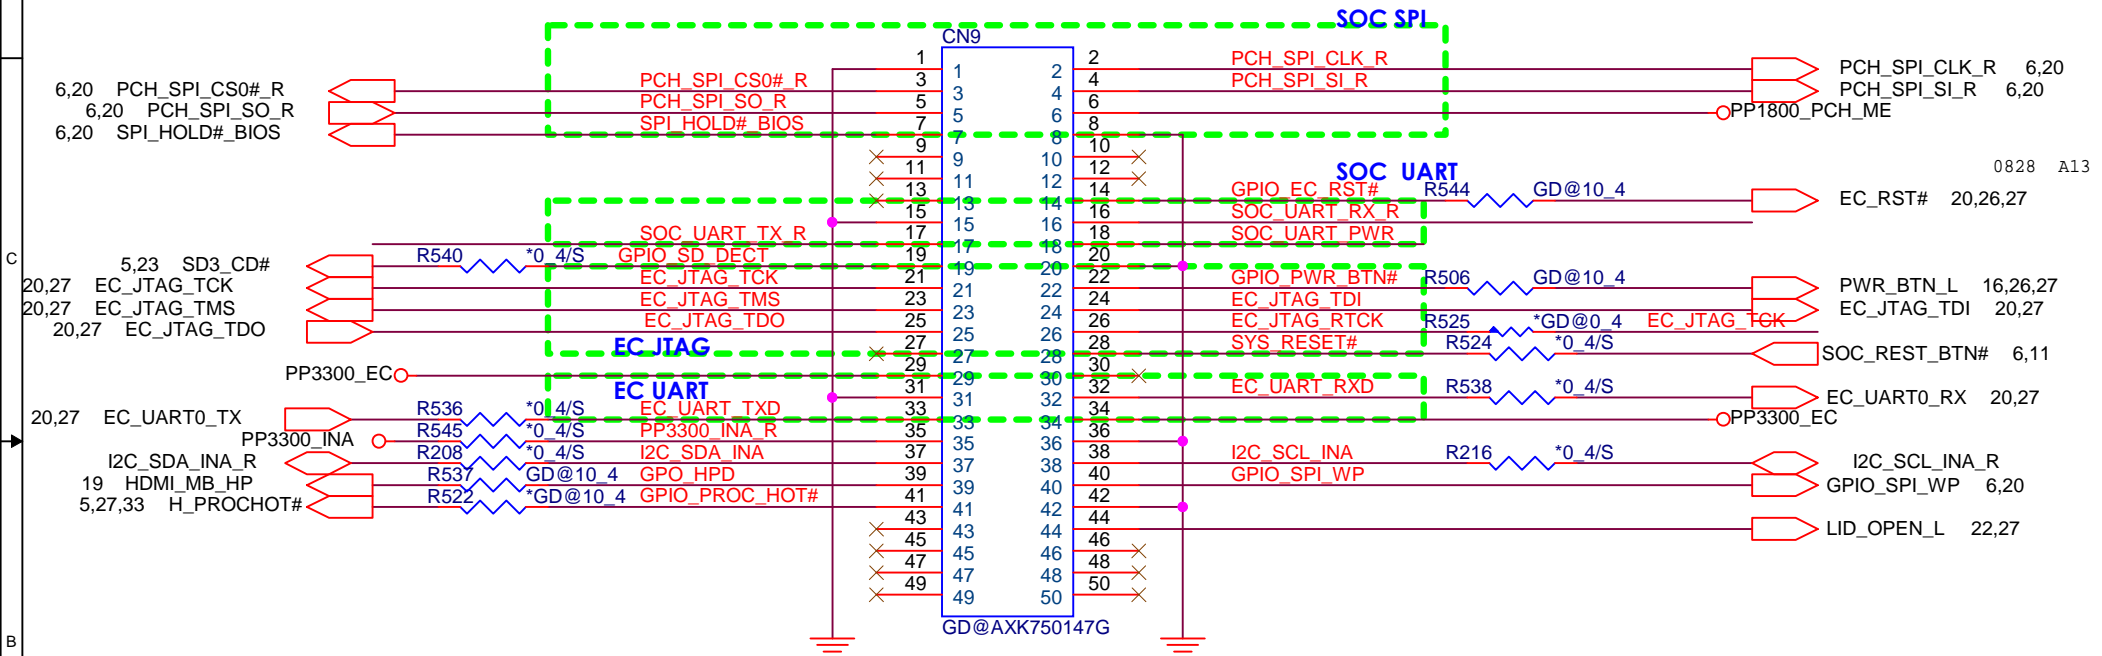 SOC SPI
CN9
1 1 2 2 PCH_SPI_CLK_R PCH_SPI_CLK_R 6,20
6,20 PCH_SPI_CS0#_R PCH_SPI_CS0#_R 3 3 4 4 PCH_SPI_SI_R PCH_SPI_SI_R 6,20
6,20 PCH_SPI_SO_R PCH_SPI_SO_R 5 5 6 6 PP1800_PCH_ME
6,20 SPI_HOLD#_BIOS SPI_HOLD#_BIOS 7 7 8 8
9 9 10 10
0828 A13
11 11 12 12 SOC UART
13 13 14 14 GPIO_EC_RST# R544 GD@10_4 EC_RST# 20,26,27
15 15 16 16 SOC_UART_RX_R
SOC_UART_TX_R 17 17 18 18 SOC_UART_PWR
C 5,23 SD3_CD# R540 *0_4/S GPIO_SD_DECT 19 19 20 20
20,27 EC_JTAG_TCK EC_JTAG_TCK 21 21 22 22 GPIO_PWR_BTN# R506 GD@10_4 PWR_BTN_L 16,26,27
20,27 EC_JTAG_TMS EC_JTAG_TMS 23 23 24 24 EC_JTAG_TDI EC_JTAG_TDI 20,27
20,27 EC_JTAG_TDO EC_JTAG_TDO 25 25 26 26 EC_JTAG_RTCK R525 *GD@0_4 EC_JTAG_TCK
EC JTAG 27 27 28 28 SYS_RESET# R524 *0_4/S SOC_REST_BTN# 6,11
PP3300_EC 29 29 30 30
EC UART 31 31 32 32 EC_UART_RXD R538 *0_4/S EC_UART0_RX 20,27
20,27 EC_UART0_TX R536 *0_4/S EC_UART_TXD 33 33 34 34 PP3300_EC
PP3300_INA R545 *0_4/S PP3300_INA_R 35 35 36 36
I2C_SDA_INA_R R208 *0_4/S I2C_SDA_INA 37 37 38 38 I2C_SCL_INA R216 *0_4/S I2C_SCL_INA_R
19 HDMI_MB_HP R537 GD@10_4 GPO_HPD 39 39 40 40 GPIO_SPI_WP GPIO_SPI_WP 6,20
5,27,33 H_PROCHOT# R522 *GD@10_4 GPIO_PROC_HOT# 41 41 42 42
43 43 44 44 LID_OPEN_L 22,27
45 45 46 46
47 47 48 48
49 49 50 50
GD@AXK750147G
B